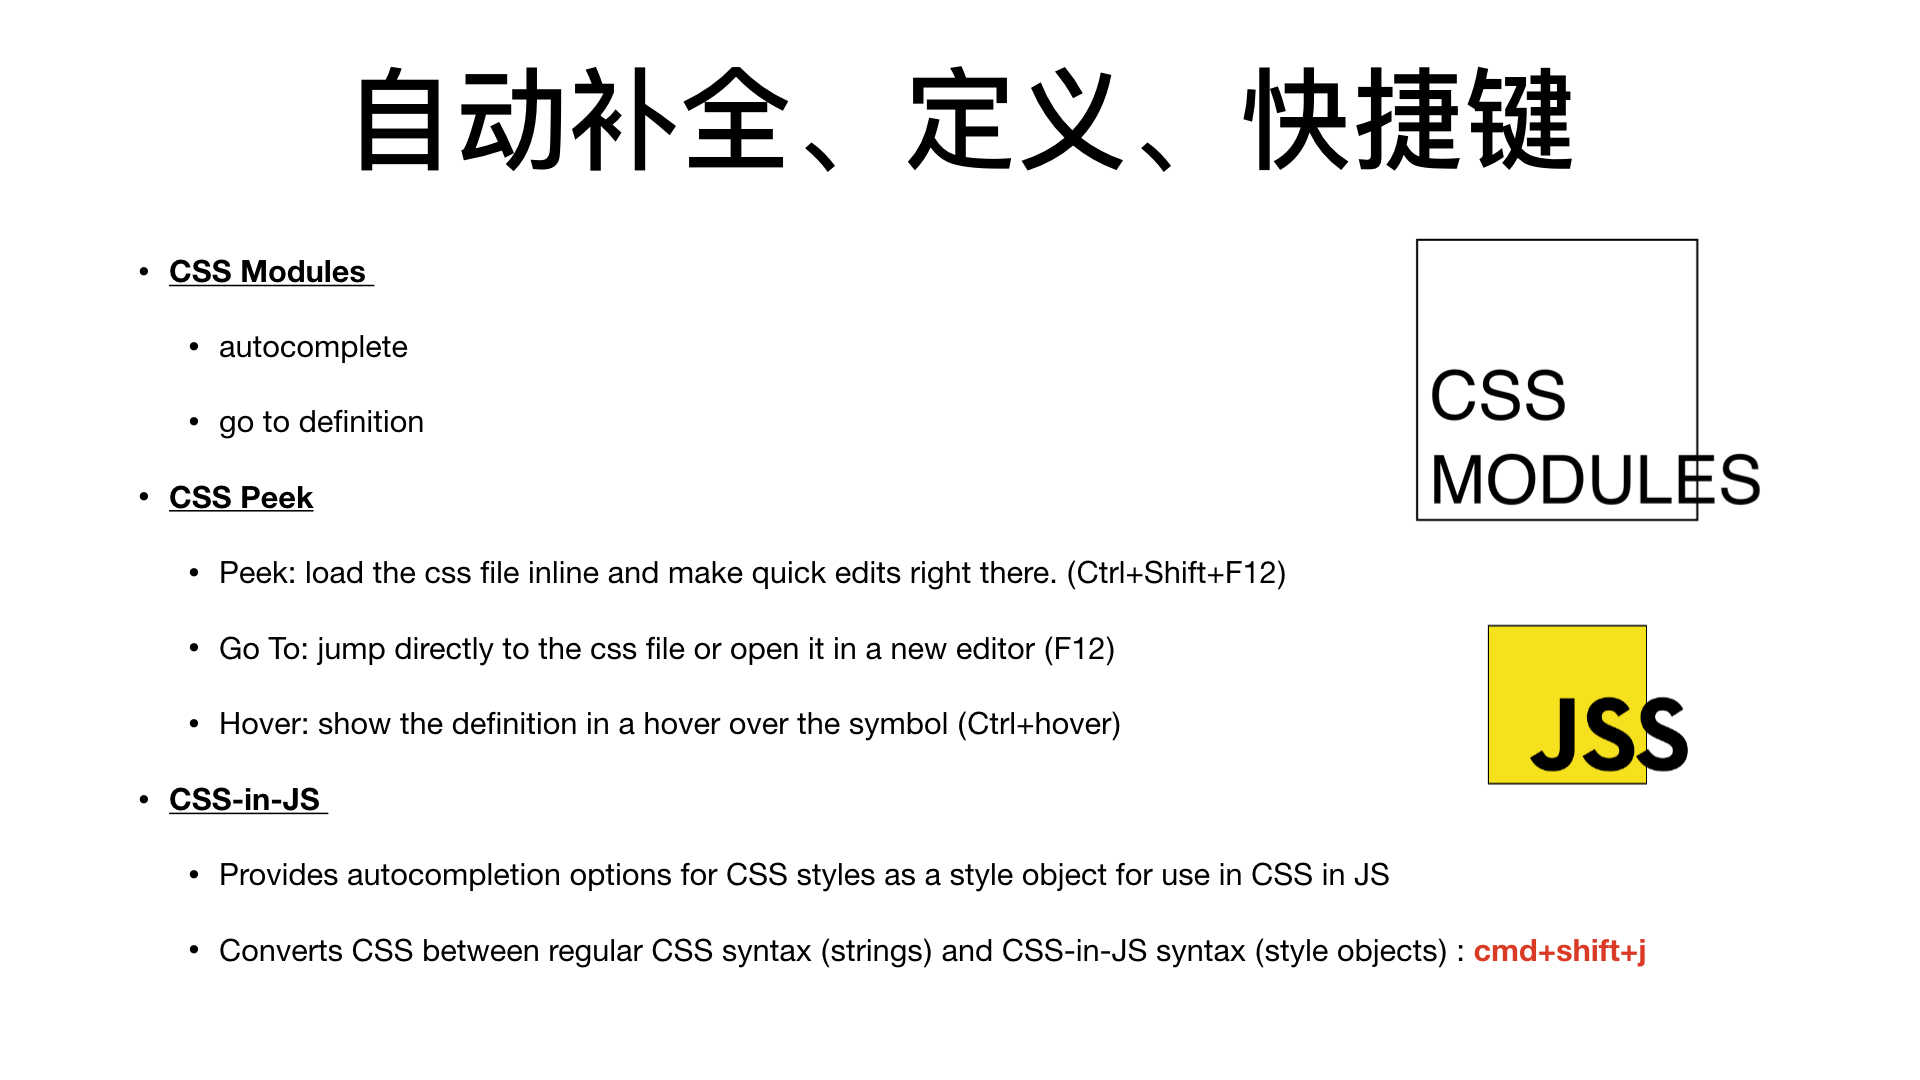 自动补全、定义、快捷键
• CSS Modules
• autocomplete
• go to definition
• CSS Peek
• Peek: load the css file inline and make quick edits right there. (Ctrl+Shift+F12)
• Go To: jump directly to the css file or open it in a new editor (F12)
• Hover: show the definition in a hover over the symbol (Ctrl+hover)
• CSS-in-JS
• Provides autocompletion options for CSS styles as a style object for use in CSS in JS
• Converts CSS between regular CSS syntax (strings) and CSS-in-JS syntax (style objects) : cmd+shift+j
CSS
MODULES
JSS